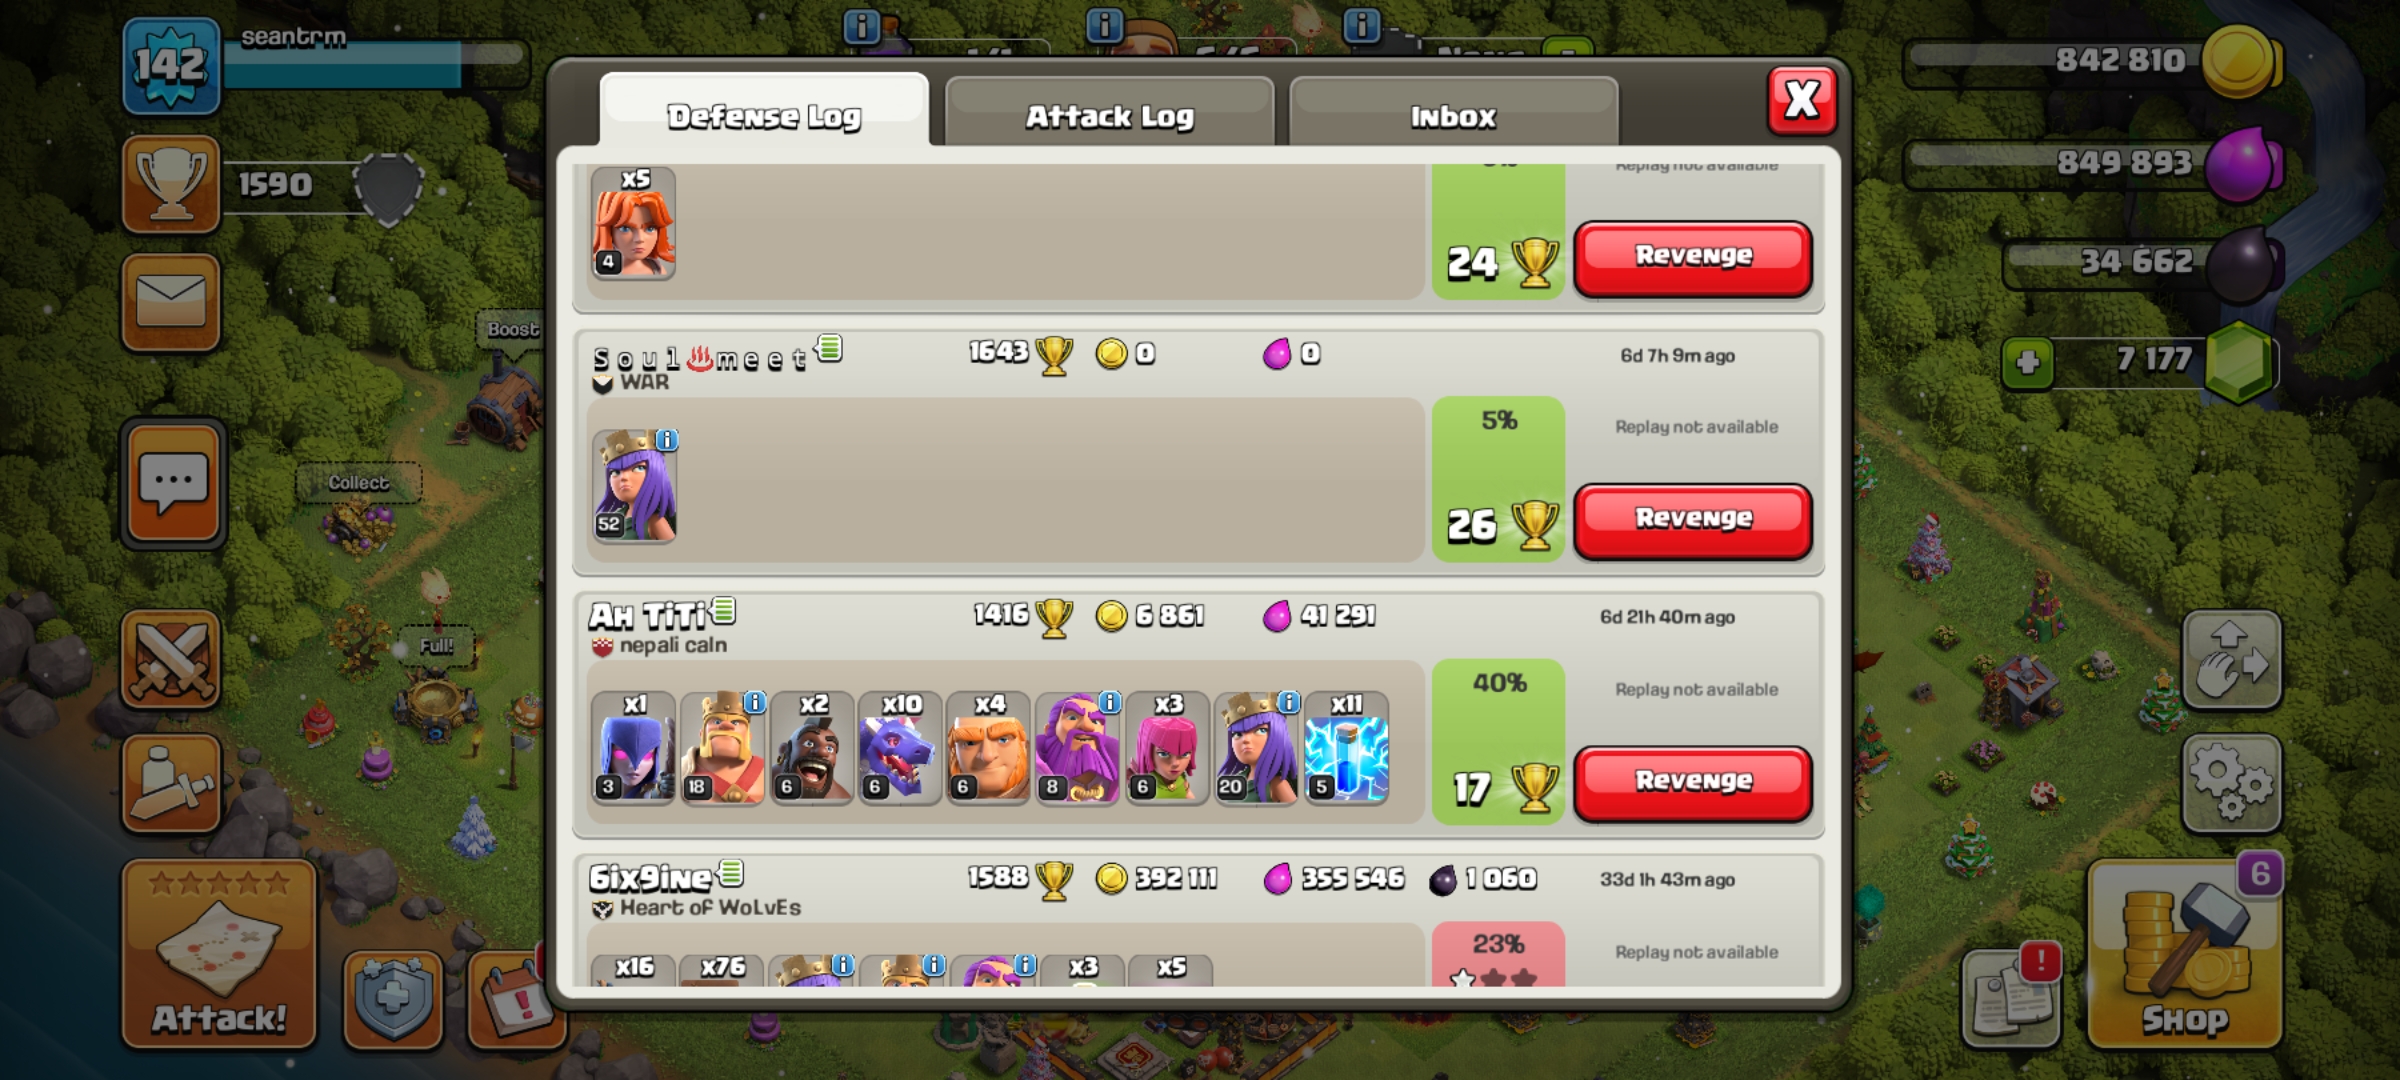 142
seantrm
1590
842 810
849 893
34 662
7 177
Defense Log
Attack Log
Inbox
X
x5
4
24
Replay not available
Revenge
Soul♨meet
WAR
1643
0
0
6d 7h 9m ago
52
5%
26
Replay not available
Revenge
AH TiTi
nepali caln
1416
6 861
41 291
6d 21h 40m ago
x1
x2
x10
x4
x3
x11
3
18
6
6
6
8
6
20
5
40%
17
Replay not available
Revenge
6ix9ine
Heart of WoLvEs
1588
392 111
355 546
1 060
33d 1h 43m ago
x16
x76
x3
x5
23%
Replay not available
Boost
Collect
Full!
Attack!
!
!
6
Shop